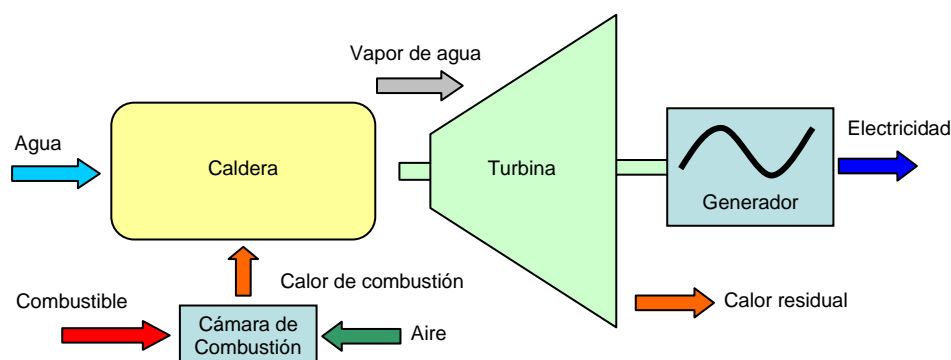 Vapor de agua
Agua
Caldera
Turbina
Electricidad
Generador
Calor de combustión
Combustible
Cámara de
Combustión
Aire
Calor residual